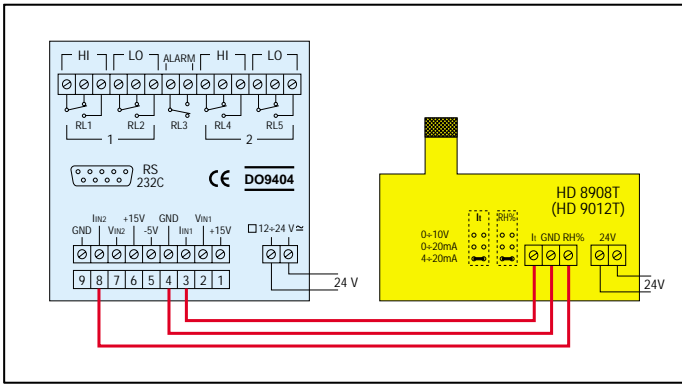 HI LO ALARM HI LO
RL1 RL2 RL3 RL4 RL5
1 2
RS
232C
CE DO9404
IIN2 +15V GND VIN1
GND VIN2 -5V IIN1 +15V
12÷24 V ≃
9 8 7 6 5 4 3 2 1
24 V
HD 8908T
(HD 9012T)
It RH%
0÷10V
0÷20mA
4÷20mA
It GND RH% 24V
24V